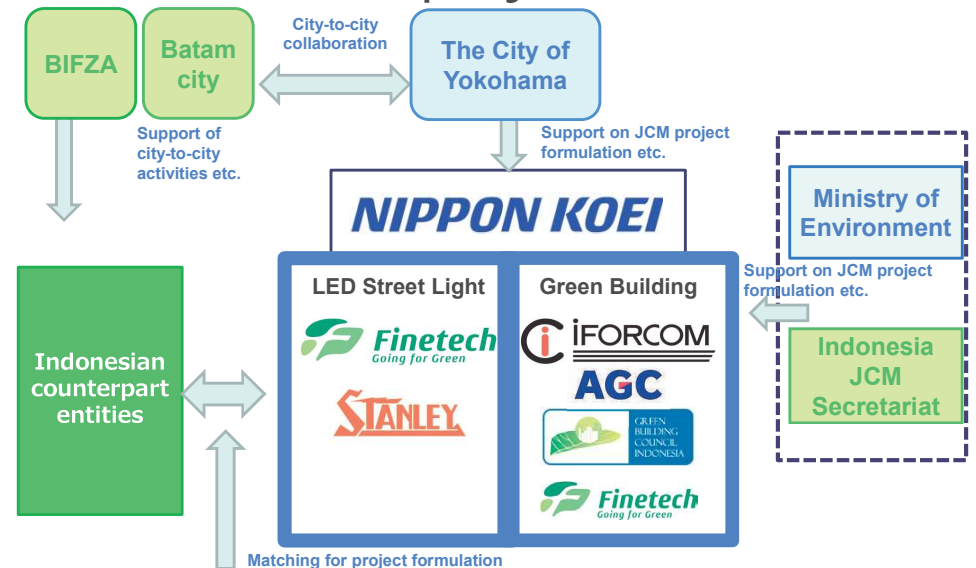 BIFZA
Batam
city
City-to-city
collaboration
The City of
Yokohama
Support of
city-to-city
activities etc.
Support on JCM project
formulation etc.
NIPPON KOEI
Ministry of
Environment
LED Street Light
Green Building
Support on JCM project
formulation etc.
Finetech
Going for Green
STANLEY
iFORCOM
AGC
GREEN
BUILDING
COUNCIL
INDONESIA
Finetech
Going for Green
Indonesian
counterpart
entities
Indonesia
JCM
Secretariat
Matching for project formulation